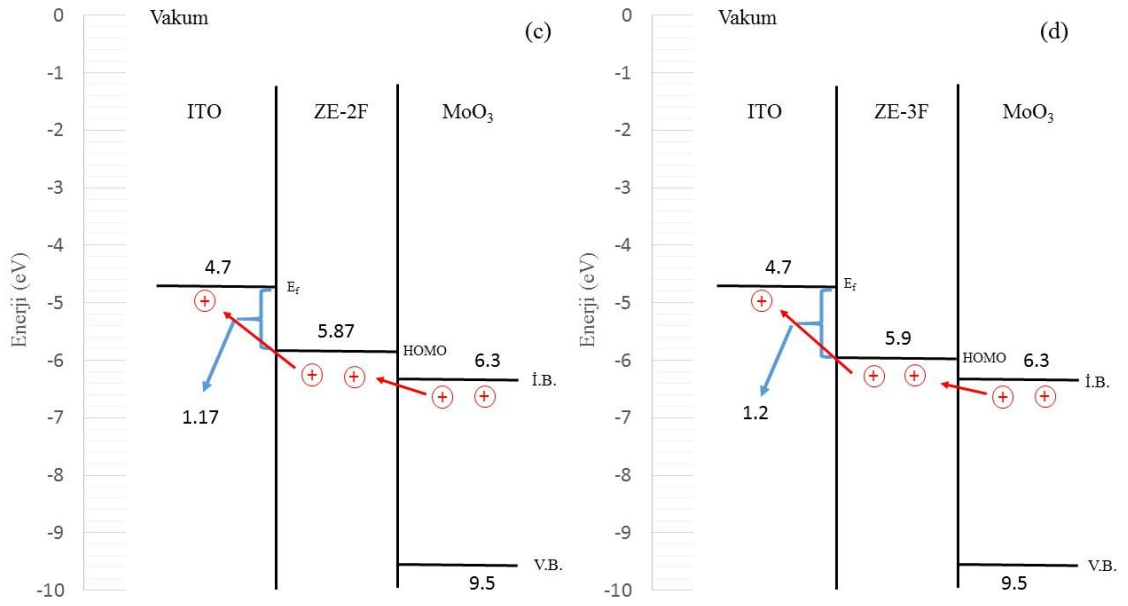 Vakum
(c)
ITO
ZE-2F
MoO₃
0
-1
-2
-3
-4
-5
-6
-7
-8
-9
-10
Enerji (eV)
4.7
E_f
+
5.87
HOMO
6.3
İ.B.
+ +
+ +
1.17
V.B.
9.5
Vakum
(d)
ITO
ZE-3F
MoO₃
0
-1
-2
-3
-4
-5
-6
-7
-8
-9
-10
Enerji (eV)
4.7
E_f
+
5.9
HOMO
6.3
İ.B.
+ +
+ +
1.2
V.B.
9.5